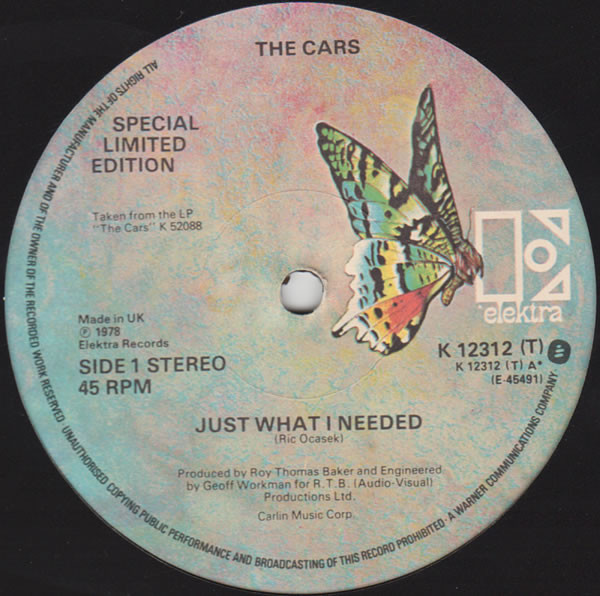 THE CARS
SPECIAL
LIMITED
EDITION
Taken from the LP
"The Cars" K 52088
elektra
Made in UK
℗ 1978
Elektra Records
SIDE 1 STEREO
45 RPM
K 12312 (T)
K 12312 (T) A*
(E-45491)
JUST WHAT I NEEDED
(Ric Ocasek)
Produced by Roy Thomas Baker and Engineered
by Geoff Workman for R.T.B. (Audio-Visual)
Productions Ltd.
Carlin Music Corp.
ALL RIGHTS OF THE MANUFACTURER AND OF THE OWNER OF THE RECORDED WORK RESERVED · UNAUTHORISED COPYING PUBLIC PERFORMANCE AND BROADCASTING OF THIS RECORD PROHIBITED · A WARNER COMMUNICATIONS COMPANY